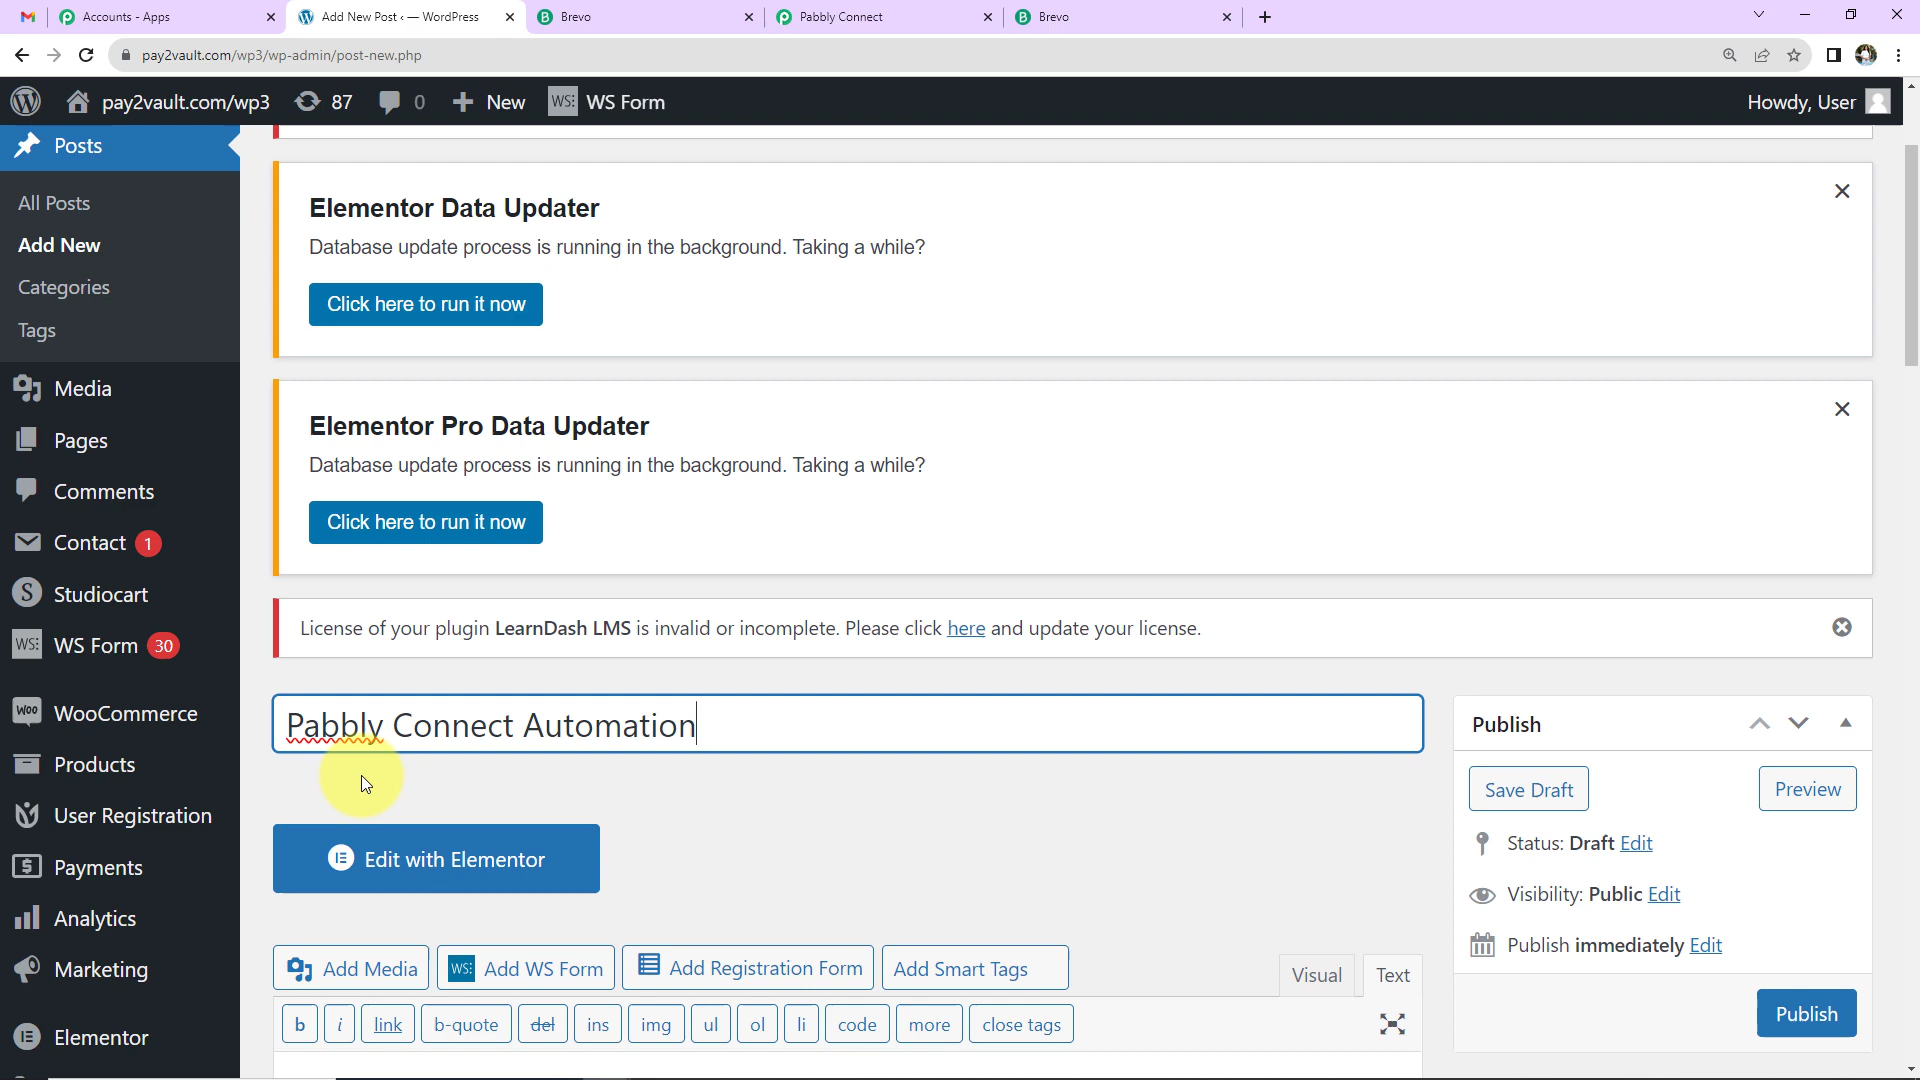 Accounts - Apps
Add New Post ‹ — WordPress
Brevo
Pabbly Connect
Brevo
pay2vault.com/wp3/wp-admin/post-new.php
pay2vault.com/wp3 87 0 New WS: WS Form
Howdy, User
Posts
All Posts
Add New
Categories
Tags
Media
Pages
Comments
Contact 1
S Studiocart
WS: WS Form 30
Woo WooCommerce
Products
User Registration
Payments
Analytics
Marketing
Elementor
Elementor Data Updater
Database update process is running in the background. Taking a while?
Click here to run it now
Elementor Pro Data Updater
Database update process is running in the background. Taking a while?
Click here to run it now
License of your plugin LearnDash LMS is invalid or incomplete. Please click here and update your license.
Pabbly Connect Automation
Edit with Elementor
Add Media WS: Add WS Form Add Registration Form Add Smart Tags
Visual Text
b i link b-quote del ins img ul ol li code more close tags
Publish
Save Draft Preview
Status: Draft Edit
Visibility: Public Edit
Publish immediately Edit
Publish